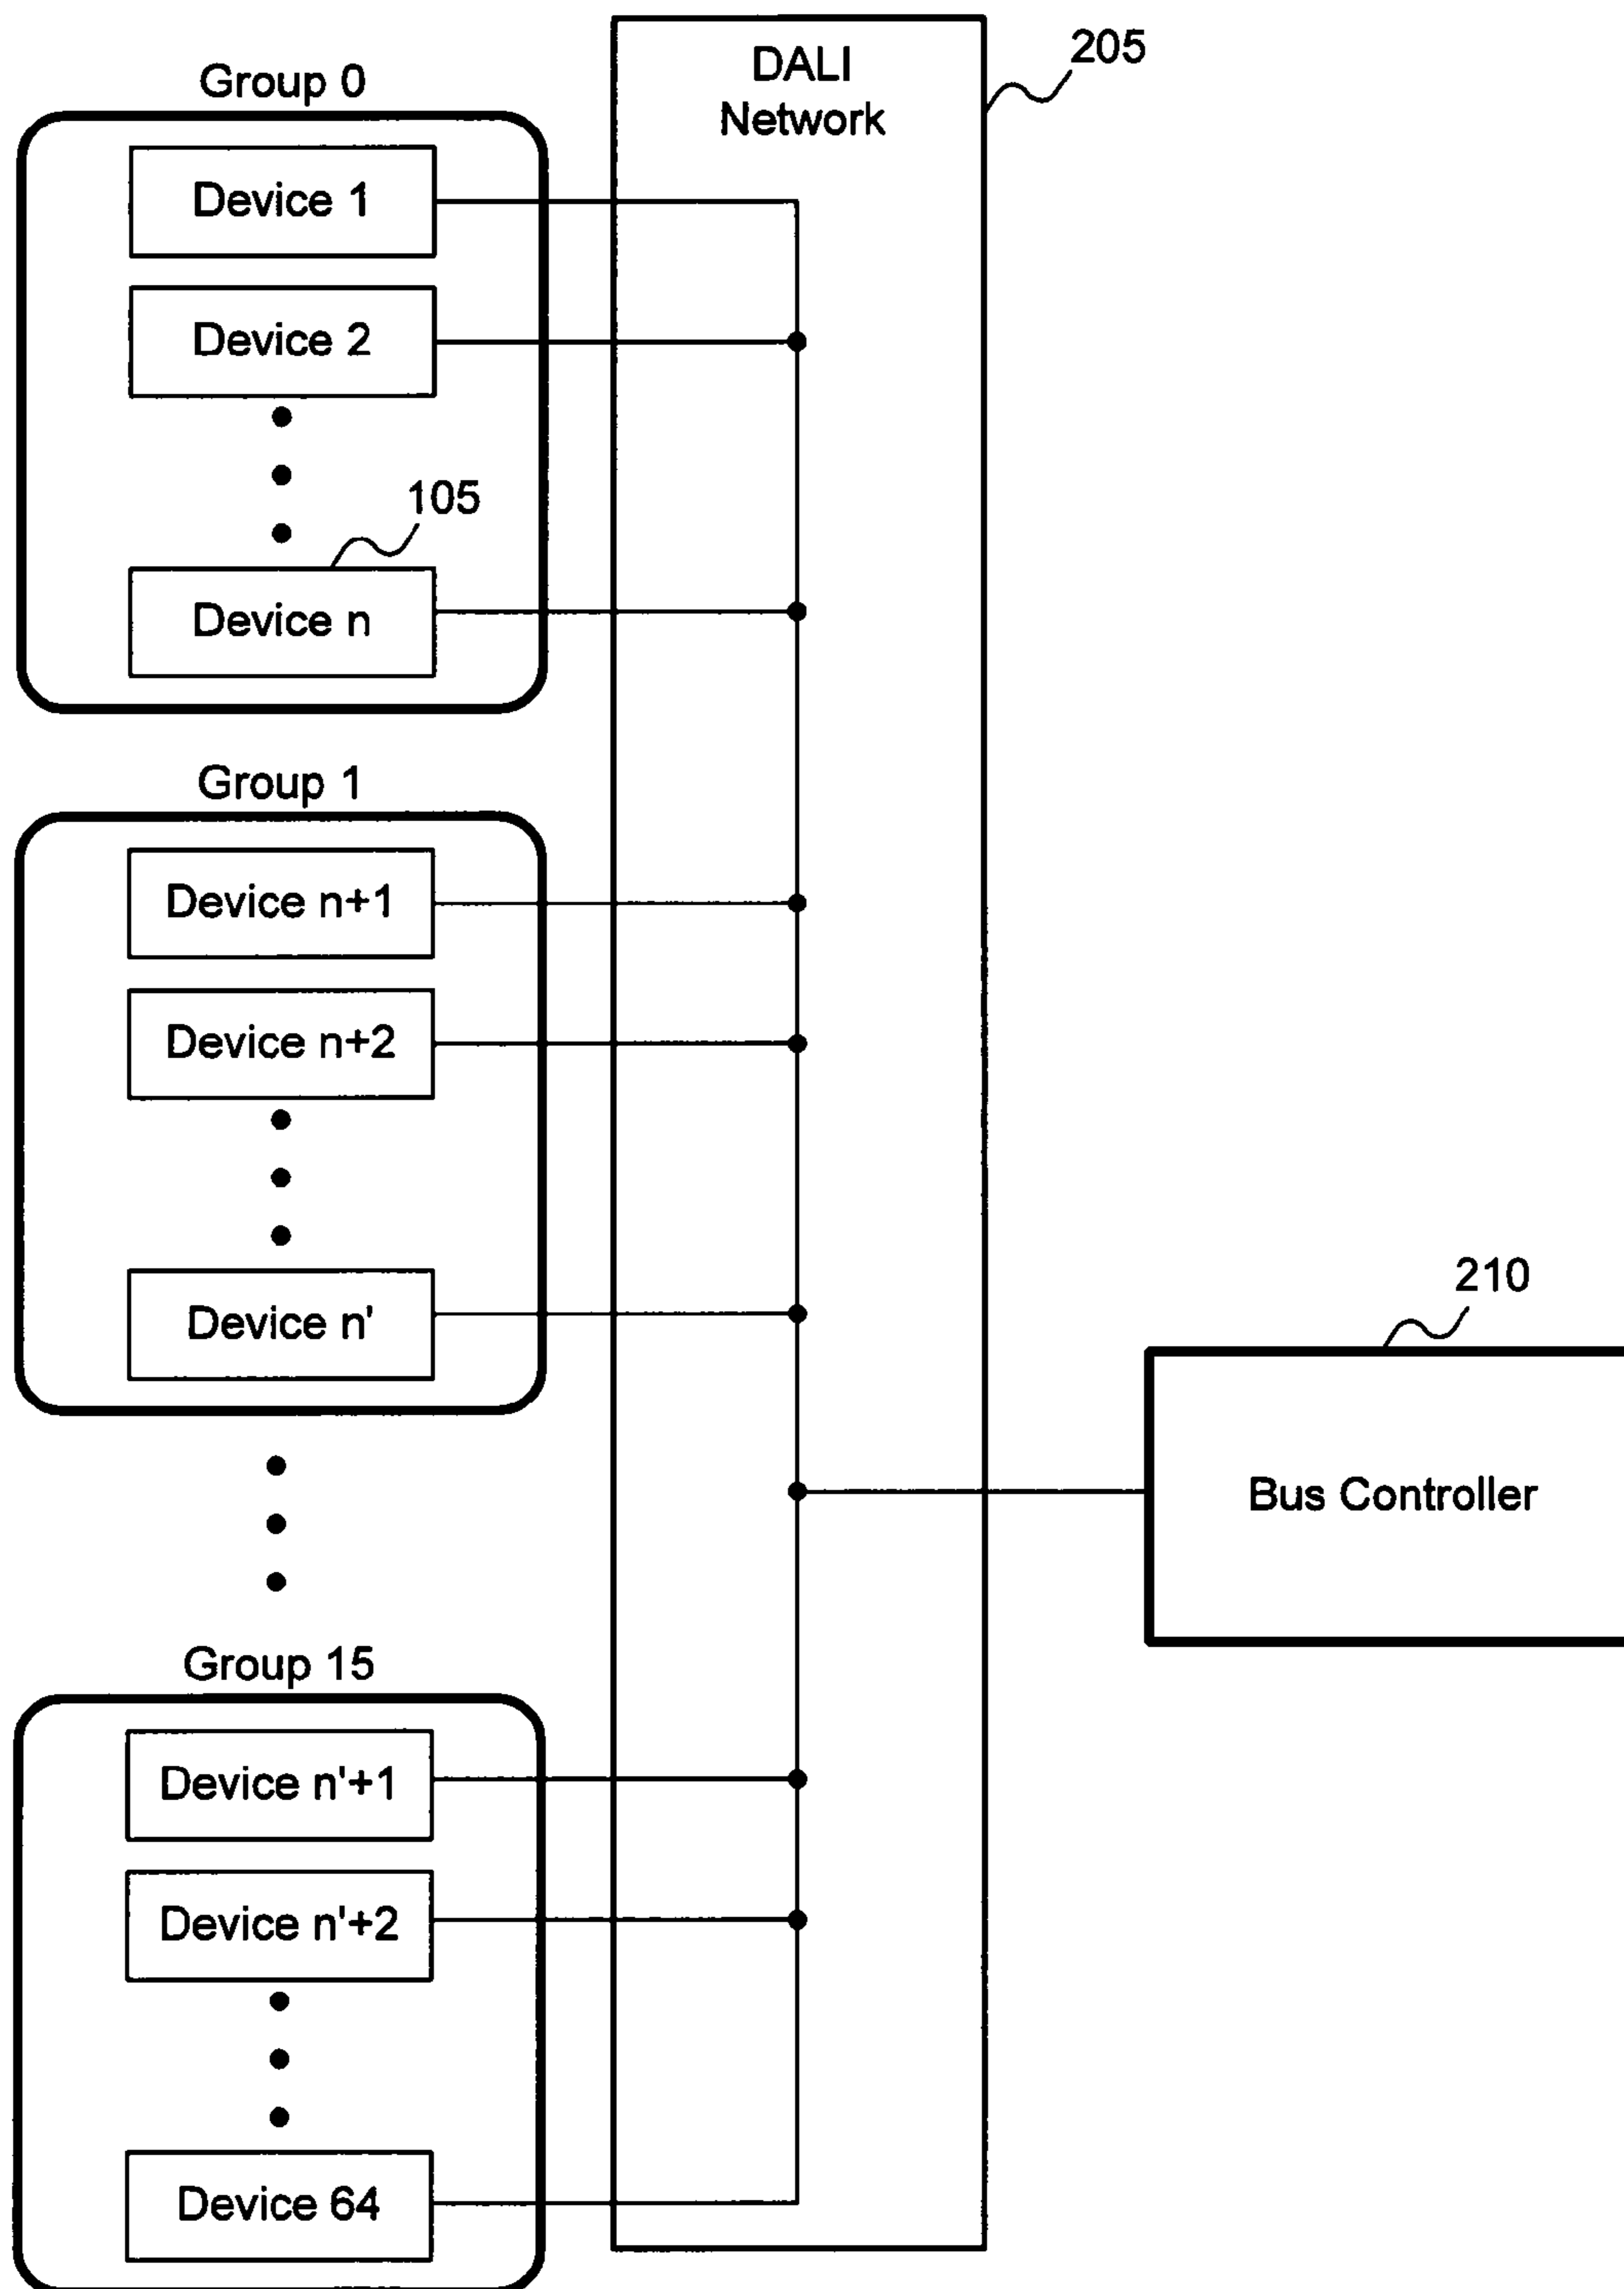 DALI
Network
205
Group 0
Device 1
Device 2
105
Device n
Group 1
Device n+1
Device n+2
Device n'
210
Bus Controller
Group 15
Device n'+1
Device n'+2
Device 64